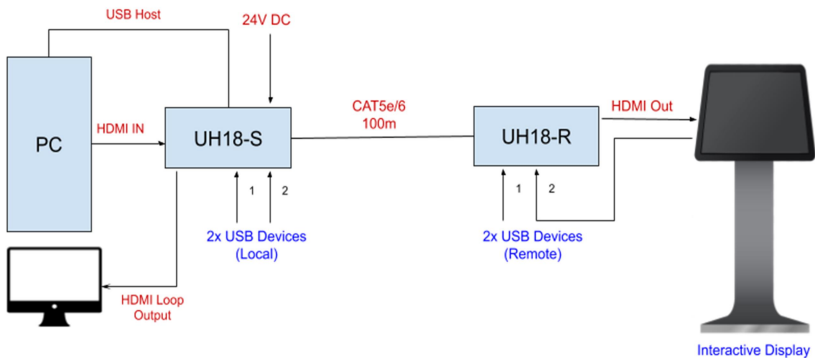 USB Host
24V DC
PC
HDMI IN
UH18-S
CAT5e/6
100m
UH18-R
HDMI Out
1
2
2x USB Devices
(Local)
1
2
2x USB Devices
(Remote)
HDMI Loop
Output
Interactive Display